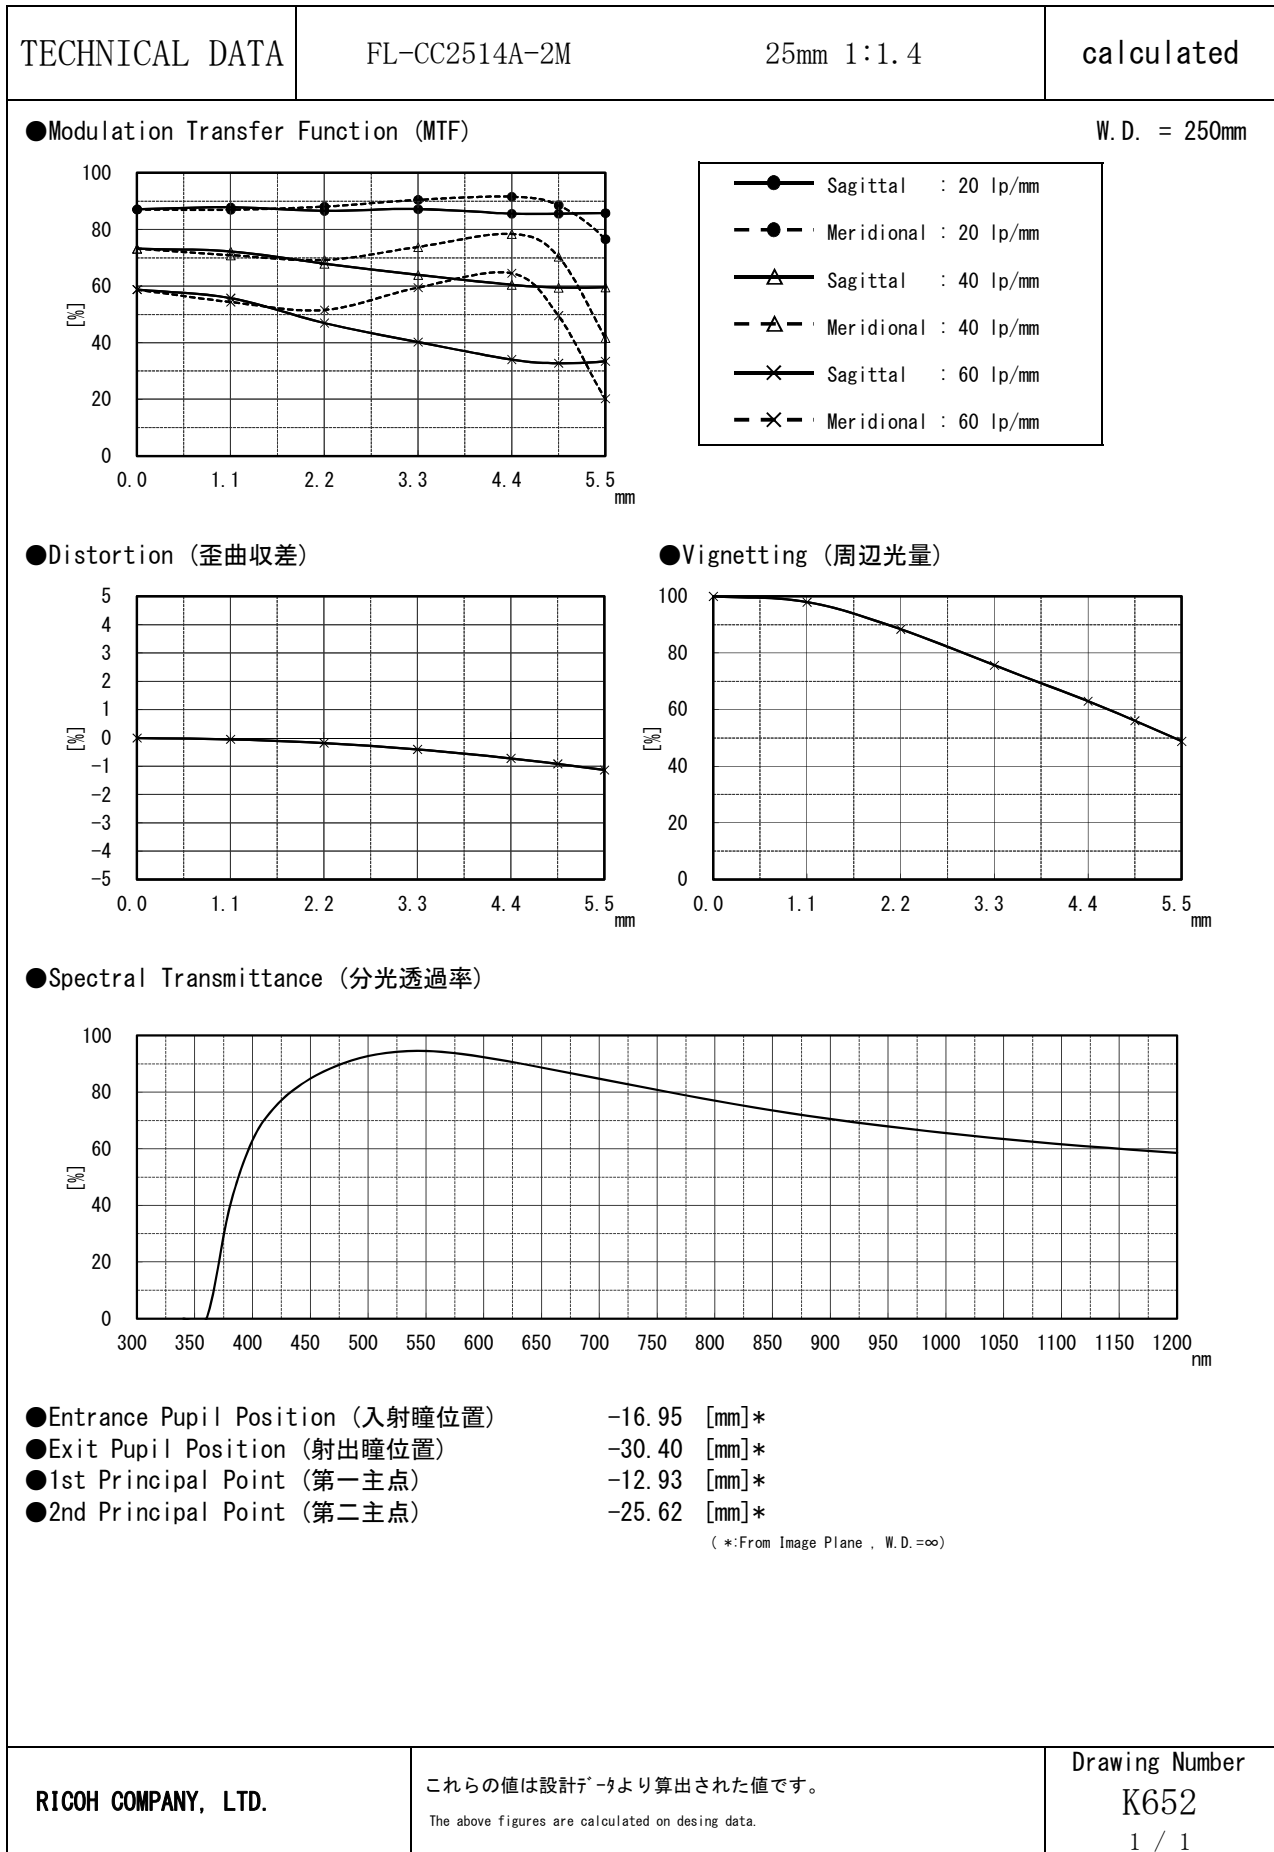 TECHNICAL DATA FL-CC2514A-2M 25mm 1:1.4 calculated
●Modulation Transfer Function (MTF) W.D. = 250mm
100
80
60
40
20
0
[%]
0.0 1.1 2.2 3.3 4.4 5.5
mm
Sagittal : 20 lp/mm
Meridional : 20 lp/mm
Sagittal : 40 lp/mm
Meridional : 40 lp/mm
Sagittal : 60 lp/mm
Meridional : 60 lp/mm
●Distortion (歪曲収差)
5
4
3
2
1
0
-1
-2
-3
-4
-5
[%]
0.0 1.1 2.2 3.3 4.4 5.5
mm
●Vignetting (周辺光量)
100
80
60
40
20
0
[%]
0.0 1.1 2.2 3.3 4.4 5.5
mm
●Spectral Transmittance (分光透過率)
100
80
60
40
20
0
[%]
300 350 400 450 500 550 600 650 700 750 800 850 900 950 1000 1050 1100 1150 1200
nm
●Entrance Pupil Position (入射瞳位置) -16.95 [mm]*
●Exit Pupil Position (射出瞳位置) -30.40 [mm]*
●1st Principal Point (第一主点) -12.93 [mm]*
●2nd Principal Point (第二主点) -25.62 [mm]*
( *:From Image Plane , W.D.=∞)
RICOH COMPANY, LTD.
これらの値は設計ﾃﾞｰﾀより算出された値です。
The above figures are calculated on desing data.
Drawing Number
K652
1 / 1